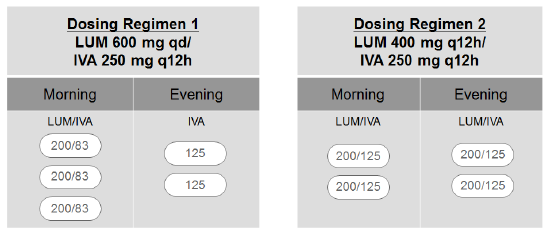 Dosing Regimen 1
LUM 600 mg qd/
IVA 250 mg q12h
Morning
Evening
LUM/IVA
IVA
200/83
200/83
200/83
125
125
Dosing Regimen 2
LUM 400 mg q12h/
IVA 250 mg q12h
Morning
Evening
LUM/IVA
LUM/IVA
200/125
200/125
200/125
200/125